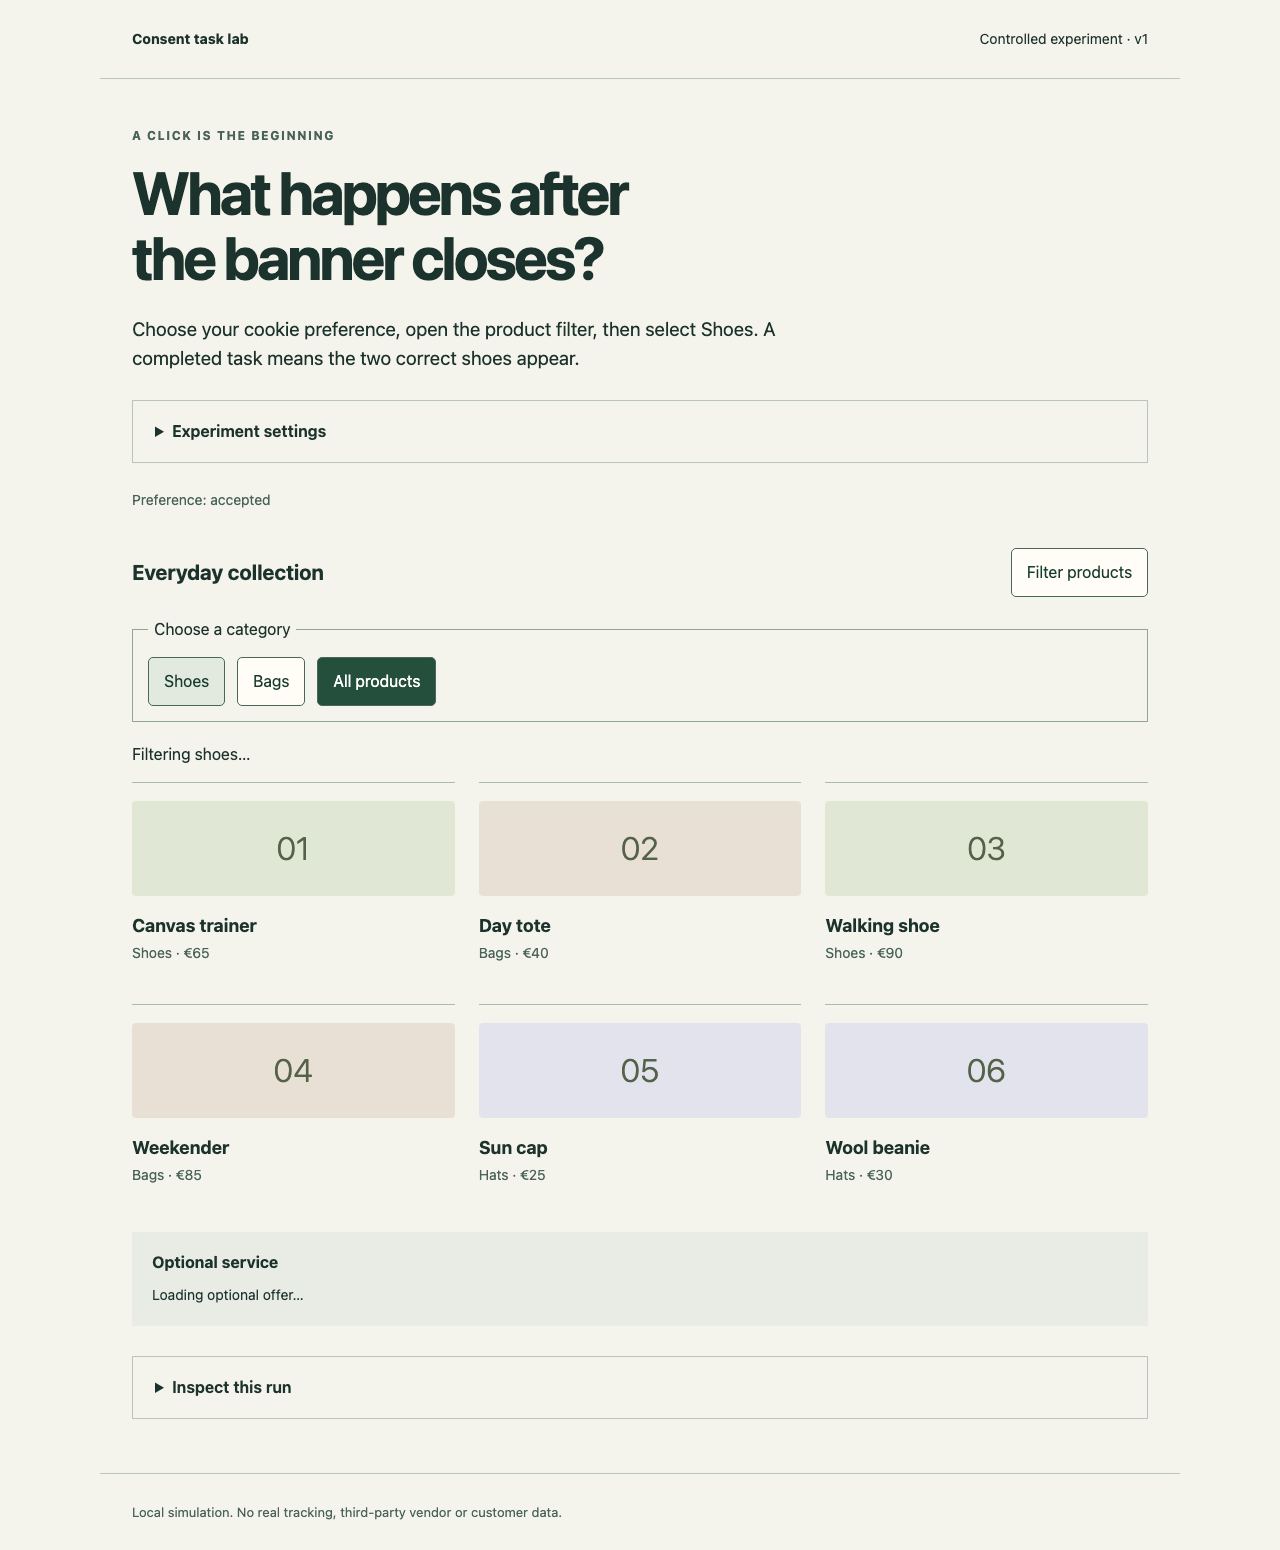 Consent task lab
Controlled experiment · v1
A CLICK IS THE BEGINNING
What happens after
the banner closes?
Choose your cookie preference, open the product filter, then select Shoes. A
completed task means the two correct shoes appear.
Experiment settings
Preference: accepted
Everyday collection
Filter products
Choose a category
Shoes
Bags
All products
Filtering shoes…
01
02
03
Canvas trainer
Day tote
Walking shoe
Shoes · €65
Bags · €40
Shoes · €90
04
05
06
Weekender
Sun cap
Wool beanie
Bags · €85
Hats · €25
Hats · €30
Optional service
Loading optional offer…
Inspect this run
Local simulation. No real tracking, third-party vendor or customer data.